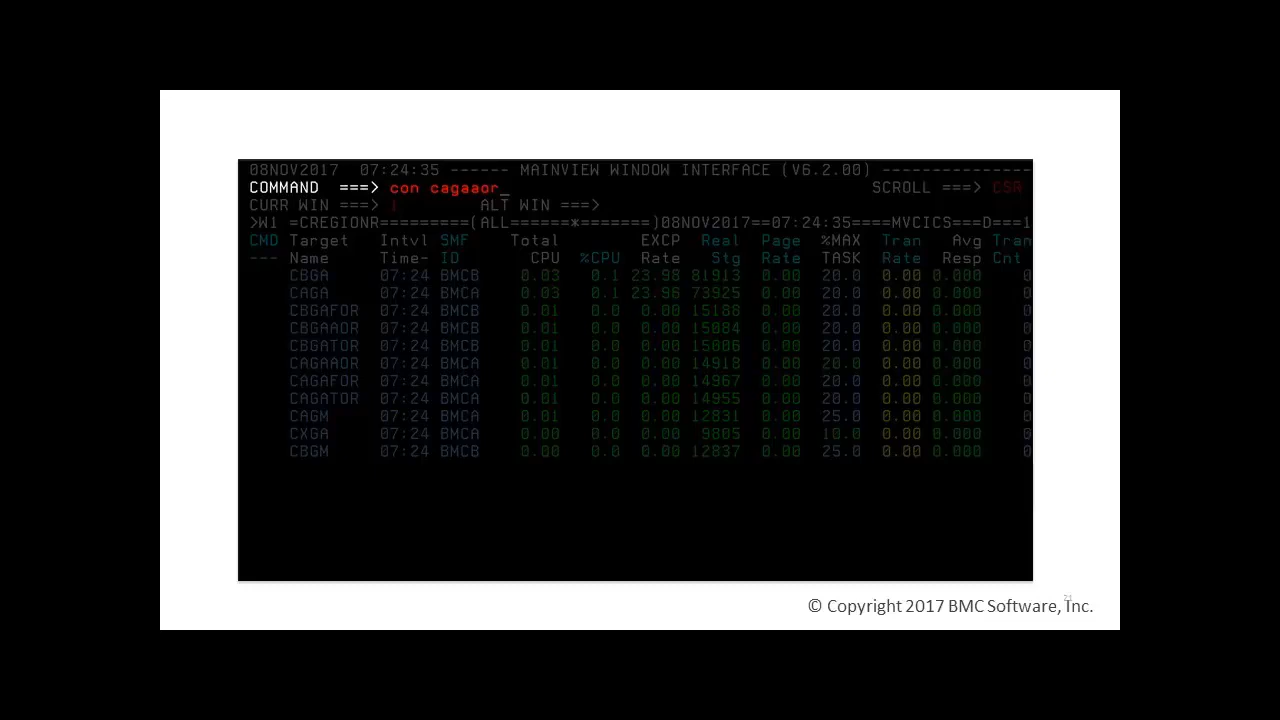 08NOV2017  07:24:35 ------ MAINVIEW WINDOW INTERFACE (V6.2.00) ---------------
COMMAND  ===> con cagaaor_                                    SCROLL ===> CSR
CURR WIN ===> 1        ALT WIN ===>
>W1 =CREGIONR=========(ALL======*=======)08NOV2017==07:24:35====MVCICS===D===1
CMD Target   Intvl SMF    Total        EXCP  Real  Page  %MAX  Tran   Avg Tran
--- Name     Time- ID       CPU  %CPU  Rate   Stg  Rate  TASK  Rate  Resp Cnt
CBGA     07:24 BMCB    0.03   0.1 23.98 81913  0.00  20.0  0.00 0.000    0
CAGA     07:24 BMCA    0.03   0.1 23.96 73925  0.00  20.0  0.00 0.000    0
CBGAFOR  07:24 BMCB    0.01   0.0  0.00 15188  0.00  20.0  0.00 0.000    0
CBGAAOR  07:24 BMCB    0.01   0.0  0.00 15084  0.00  20.0  0.00 0.000    0
CBGATOR  07:24 BMCB    0.01   0.0  0.00 15006  0.00  20.0  0.00 0.000    0
CAGAAOR  07:24 BMCA    0.01   0.0  0.00 14918  0.00  20.0  0.00 0.000    0
CAGAFOR  07:24 BMCA    0.01   0.0  0.00 14967  0.00  20.0  0.00 0.000    0
CAGATOR  07:24 BMCA    0.01   0.0  0.00 14955  0.00  20.0  0.00 0.000    0
CAGM     07:24 BMCA    0.01   0.0  0.00 12831  0.00  25.0  0.00 0.000    0
CXGA     07:24 BMCA    0.00   0.0  0.00  9805  0.00  10.0  0.00 0.000    0
CBGM     07:24 BMCB    0.00   0.0  0.00 12837  0.00  25.0  0.00 0.000    0
© Copyright 2017 BMC Software, Inc.